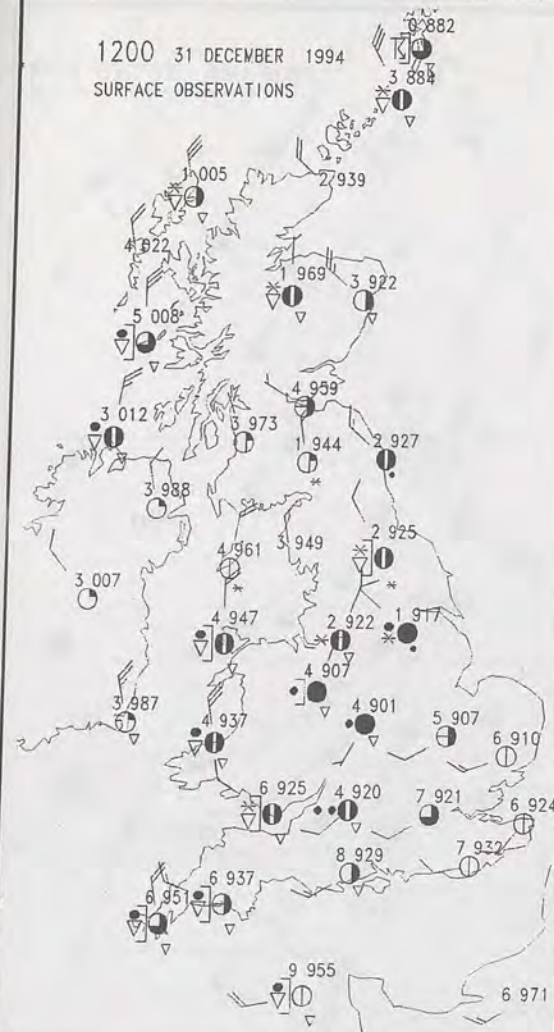 0 882
1200 31 DECEMBER 1994
SURFACE OBSERVATIONS
3 884
1 005
2 939
4 022
1 969 3 922
5 008
4 959
3 012 3 973
1 944 2 927
3 988
2 925
4 961 3 949
3 007
4 947 2 922 1 917
4 907
3 987 4 937 4 901 5 907
6 910
6 925 4 920 7 921 6 924
7 932
8 929
6 951 6 937
9 955
6 971